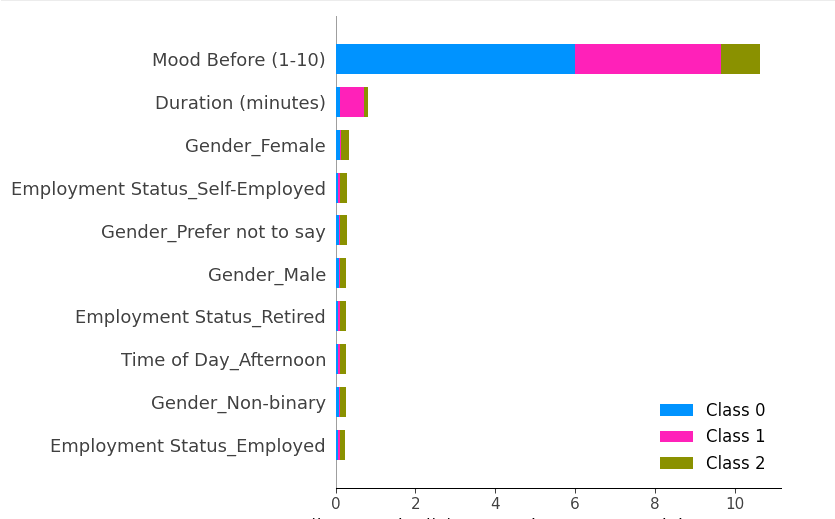 Mood Before (1-10)
Duration (minutes)
Gender_Female
Employment Status_Self-Employed
Gender_Prefer not to say
Gender_Male
Employment Status_Retired
Time of Day_Afternoon
Gender_Non-binary
Employment Status_Employed
Class 0
Class 1
Class 2
0 2 4 6 8 10